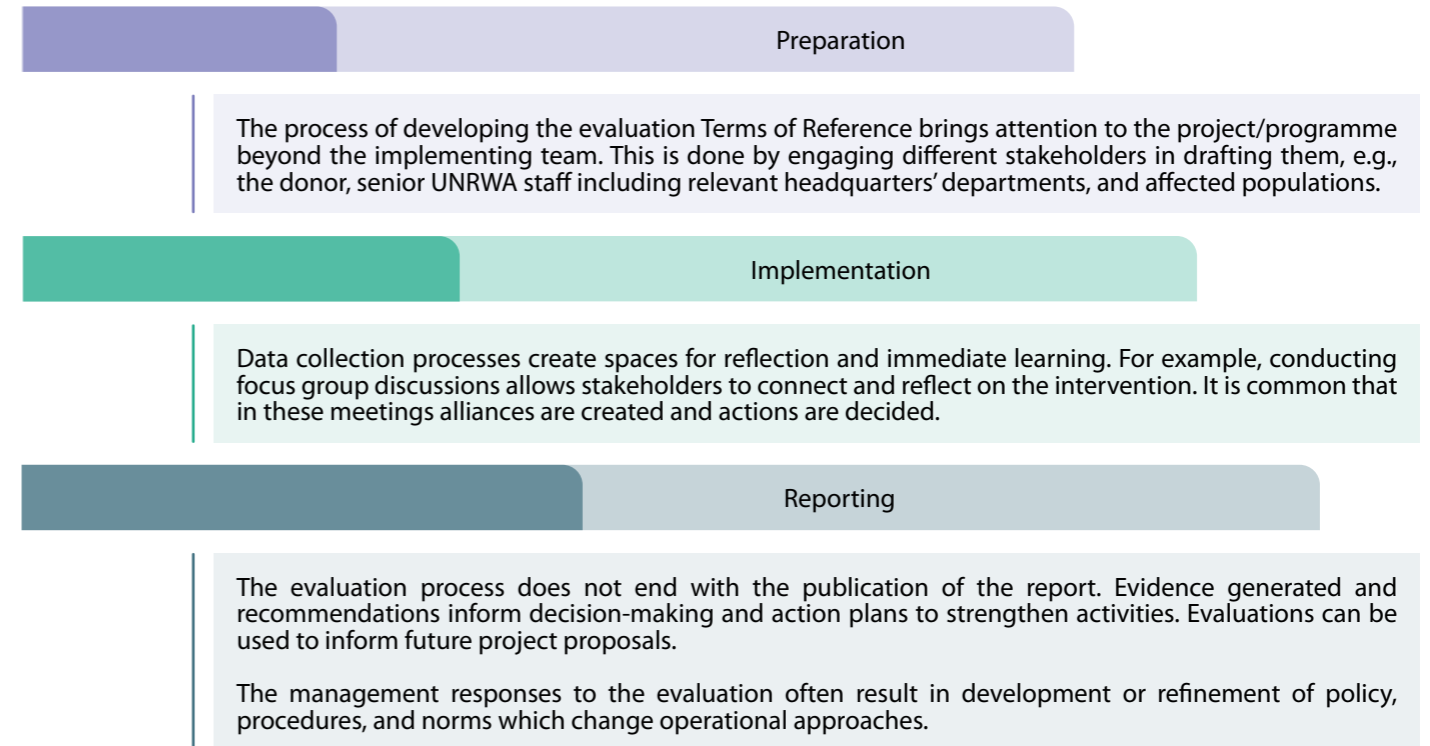 Preparation
The process of developing the evaluation Terms of Reference brings attention to the project/programme
beyond the implementing team. This is done by engaging different stakeholders in drafting them, e.g.,
the donor, senior UNRWA staff including relevant headquarters’ departments, and affected populations.
Implementation
Data collection processes create spaces for reflection and immediate learning. For example, conducting
focus group discussions allows stakeholders to connect and reflect on the intervention. It is common that
in these meetings alliances are created and actions are decided.
Reporting
The evaluation process does not end with the publication of the report. Evidence generated and
recommendations inform decision-making and action plans to strengthen activities. Evaluations can be
used to inform future project proposals.
The management responses to the evaluation often result in development or refinement of policy,
procedures, and norms which change operational approaches.